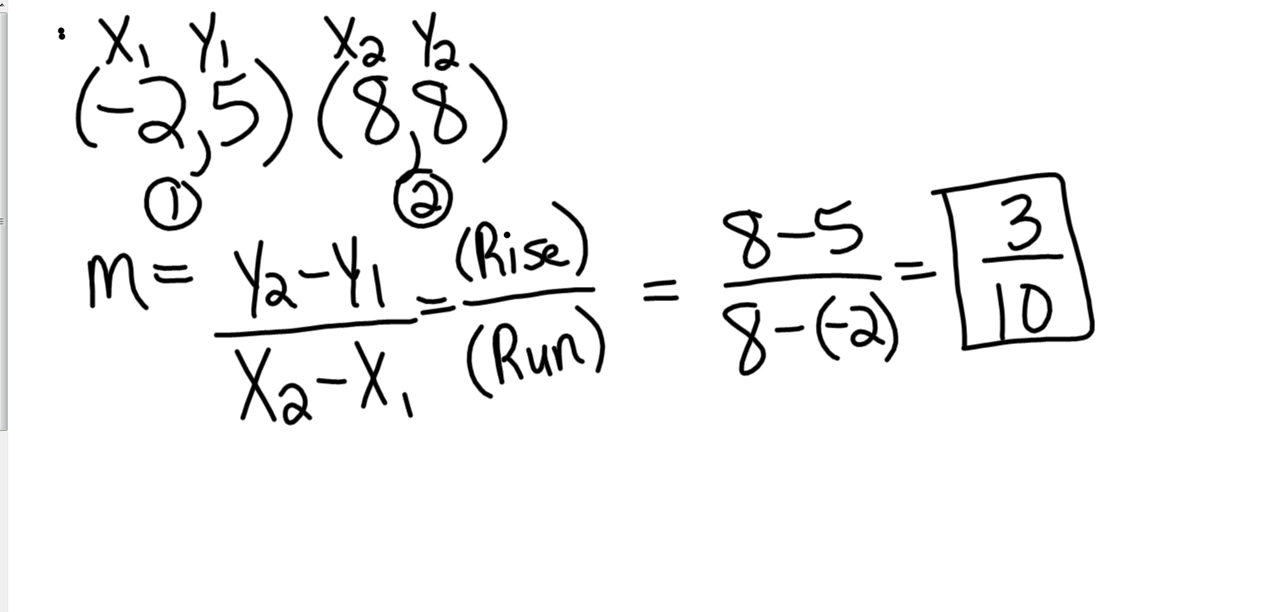 X₁ Y₁ X₂ Y₂
(-2,5) (8,8)
① ②
m = Y₂-Y₁/X₂-X₁ = (Rise)/(Run) = 8-5/8-(-2) = 3/10